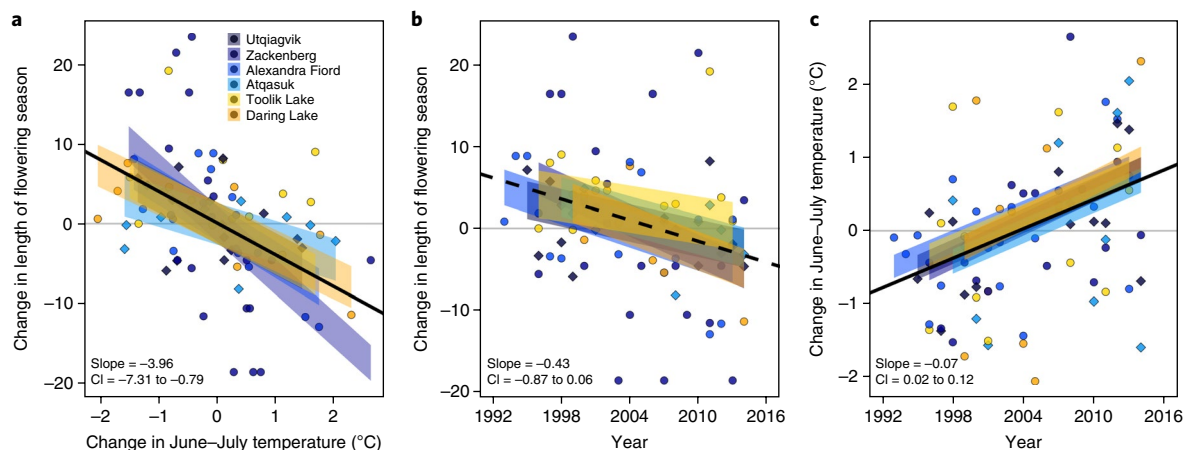 a
Change in length of flowering season
20
10
0
−10
−20
Utqiagvik
Zackenberg
Alexandra Fiord
Atqasuk
Toolik Lake
Daring Lake
Slope = −3.96
CI = −7.31 to −0.79
−2 −1 0 1 2
Change in June–July temperature (°C)
b
Change in length of flowering season
20
10
0
−10
−20
Slope = −0.43
CI = −0.87 to 0.06
1992 1998 2004 2010 2016
Year
c
Change in June–July temperature (°C)
2
1
0
−1
−2
Slope = −0.07
CI = 0.02 to 0.12
1992 1998 2004 2010 2016
Year